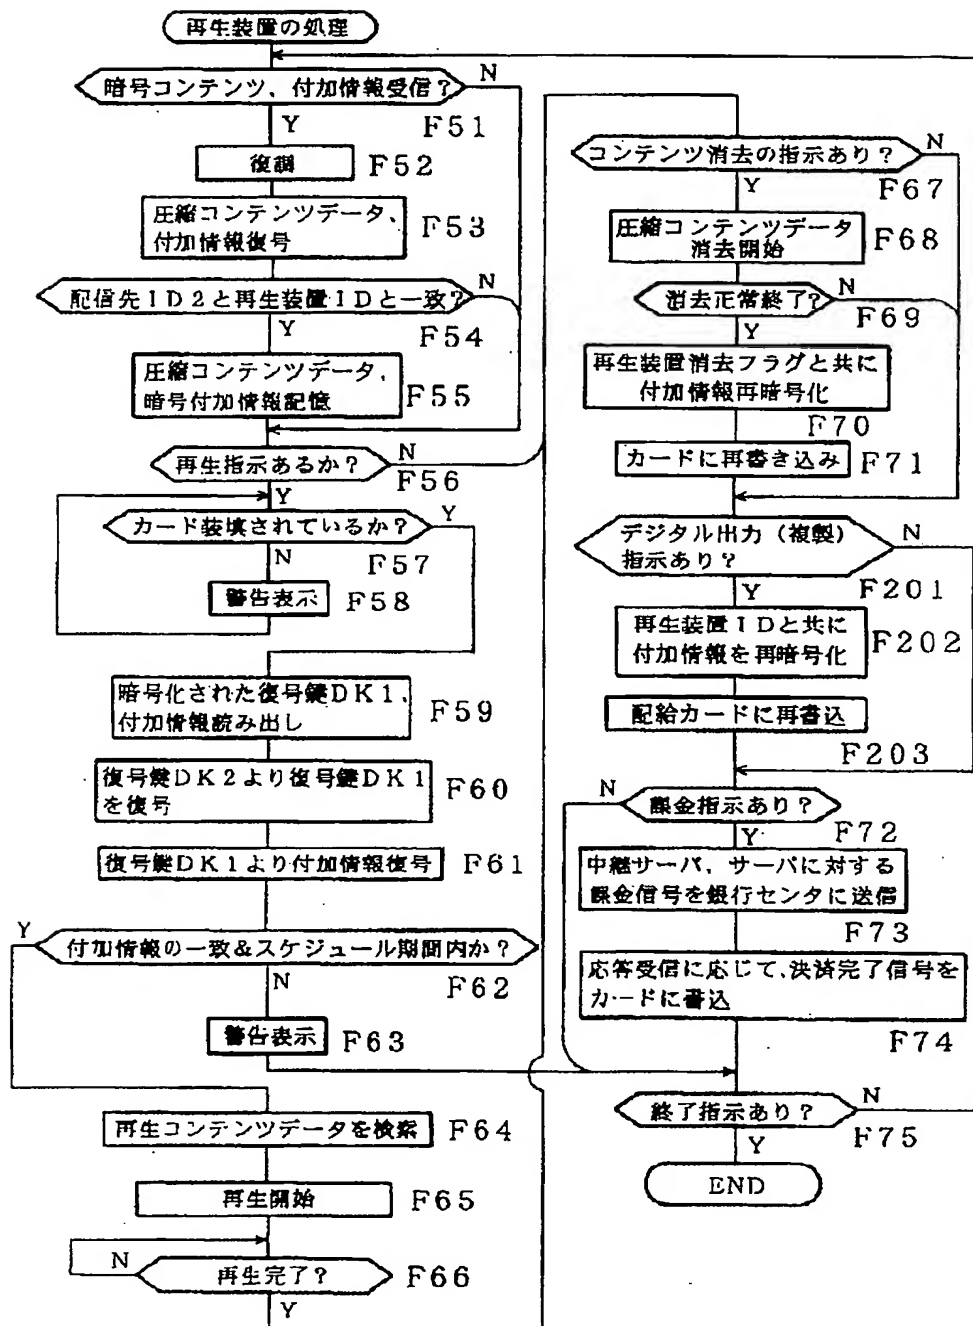 再生装置の処理
暗号コンテンツ、付加情報受信?
N
Y
F51
復調
F52
圧縮コンテンツデータ、
付加情報復号
F53
配信先ID2と再生装置IDと一致?
N
Y
F54
圧縮コンテンツデータ、
暗号付加情報記憶
F55
再生指示あるか?
N
F56
Y
カード装填されているか?
Y
N
F57
警告表示
F58
暗号化された復号鍵DK1、
付加情報読み出し
F59
復号鍵DK2より復号鍵DK1
を復号
F60
復号鍵DK1より付加情報復号
F61
Y
付加情報の一致&スケジュール期間内か?
N
F62
警告表示
F63
再生コンテンツデータを検索
F64
再生開始
F65
N
再生完了?
F66
Y
コンテンツ消去の指示あり?
N
Y
F67
圧縮コンテンツデータ
消去開始
F68
消去正常終了?
N
F69
Y
再生装置消去フラグと共に
付加情報再暗号化
F70
カードに再書き込み
F71
デジタル出力(複製)
指示あり?
N
Y
F201
再生装置IDと共に
付加情報を再暗号化
F202
配給カードに再書込
F203
N
課金指示あり?
F72
Y
中継サーバ,サーバに対する
課金信号を銀行センタに送信
F73
応答受信に応じて、決済完了信号を
カードに書込
F74
終了指示あり?
N
F75
Y
END